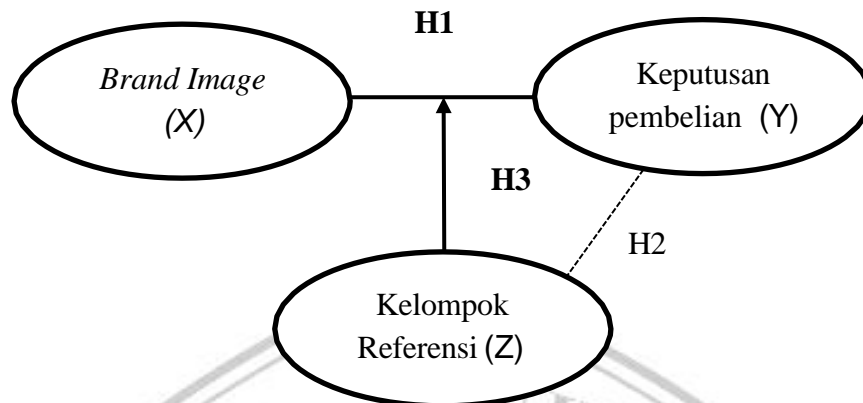 H1
Brand Image
(X)
Keputusan
pembelian (Y)
H3
H2
Kelompok
Referensi (Z)